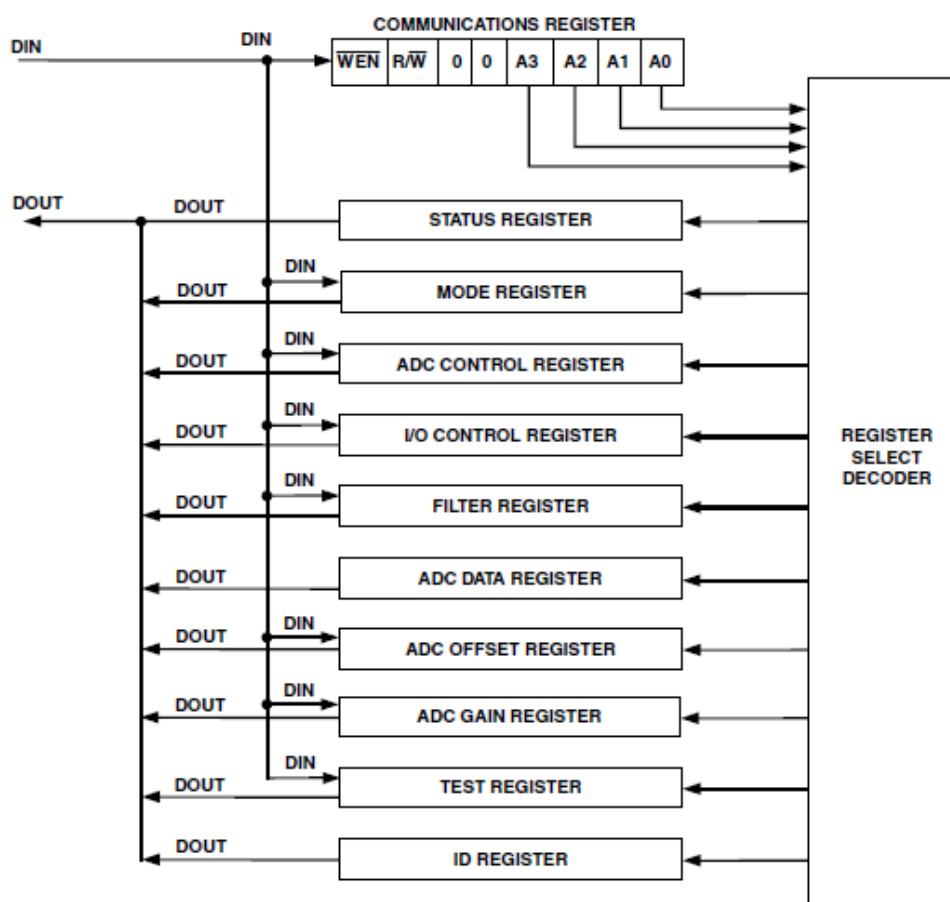 COMMUNICATIONS REGISTER
DIN
DIN
W̅E̅N̅ R/W̅ 0 0 A3 A2 A1 A0
DOUT
DOUT
STATUS REGISTER
DIN
DOUT
MODE REGISTER
DIN
DOUT
ADC CONTROL REGISTER
DIN
DOUT
I/O CONTROL REGISTER
REGISTER
SELECT
DECODER
DIN
DOUT
FILTER REGISTER
DOUT
ADC DATA REGISTER
DIN
DOUT
ADC OFFSET REGISTER
DIN
DOUT
ADC GAIN REGISTER
DIN
DOUT
TEST REGISTER
DOUT
ID REGISTER